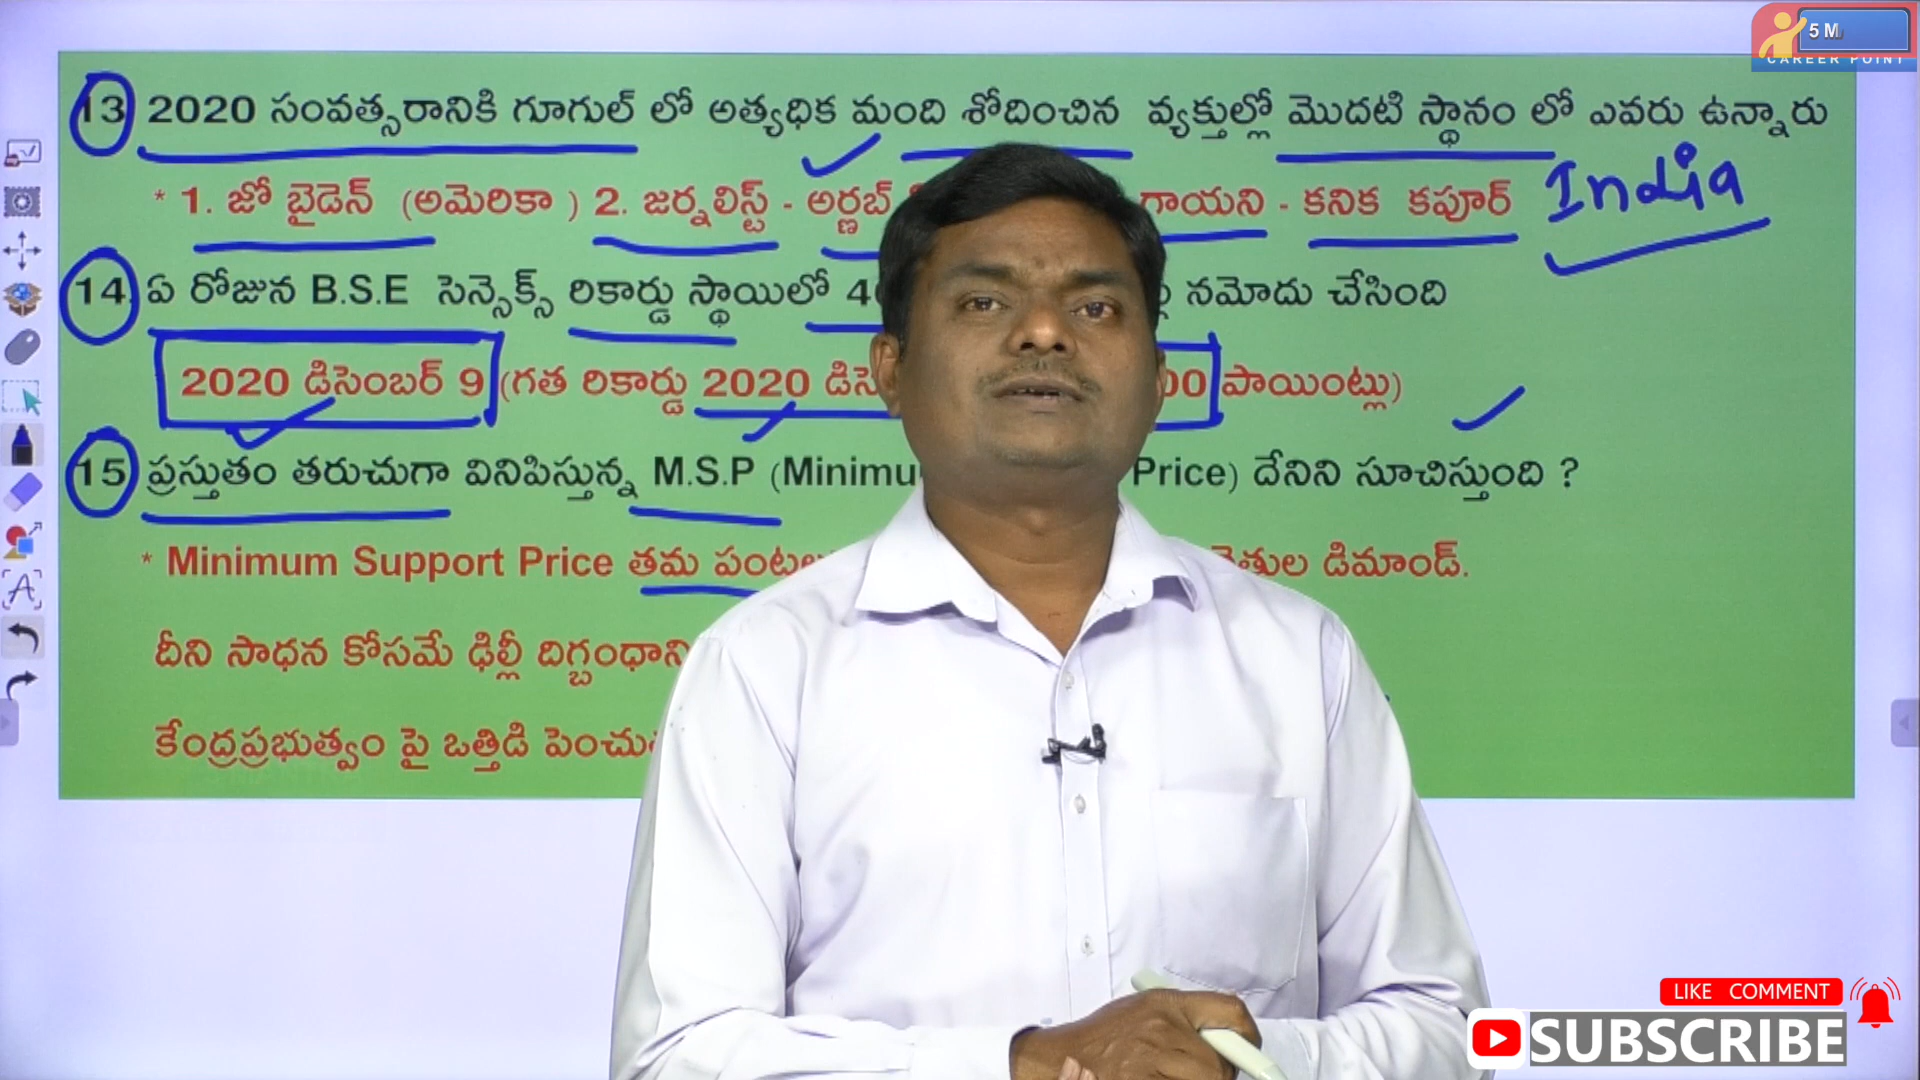 5 M
CAREER POINT
13 2020 సంవత్సరానికి గూగుల్ లో అత్యధిక మంది శోదించిన వ్యక్తుల్లో మొదటి స్థానం లో ఎవరు ఉన్నారు
* 1. జో బైడెన్ (అమెరికా ) 2. జర్నలిస్ట్ - అర్ణబ్ గాయని - కనిక కపూర్ India
14. ఏ రోజున B.S.E సెన్సెక్స్ రికార్డు స్థాయిలో నమోదు చేసింది
2020 డిసెంబర్ 9 (గత రికార్డు 2020 పాయింట్లు)
15 ప్రస్తుతం తరుచుగా వినిపిస్తున్న M.S.P Price) దేనిని సూచిస్తుంది ?
* Minimum Support Price తమ డిమాండ్.
దీని సాధన కోసమే ఢిల్లీ
కేంద్రప్రభుత్వం పై ఒత్తిడి
LIKE COMMENT
SUBSCRIBE